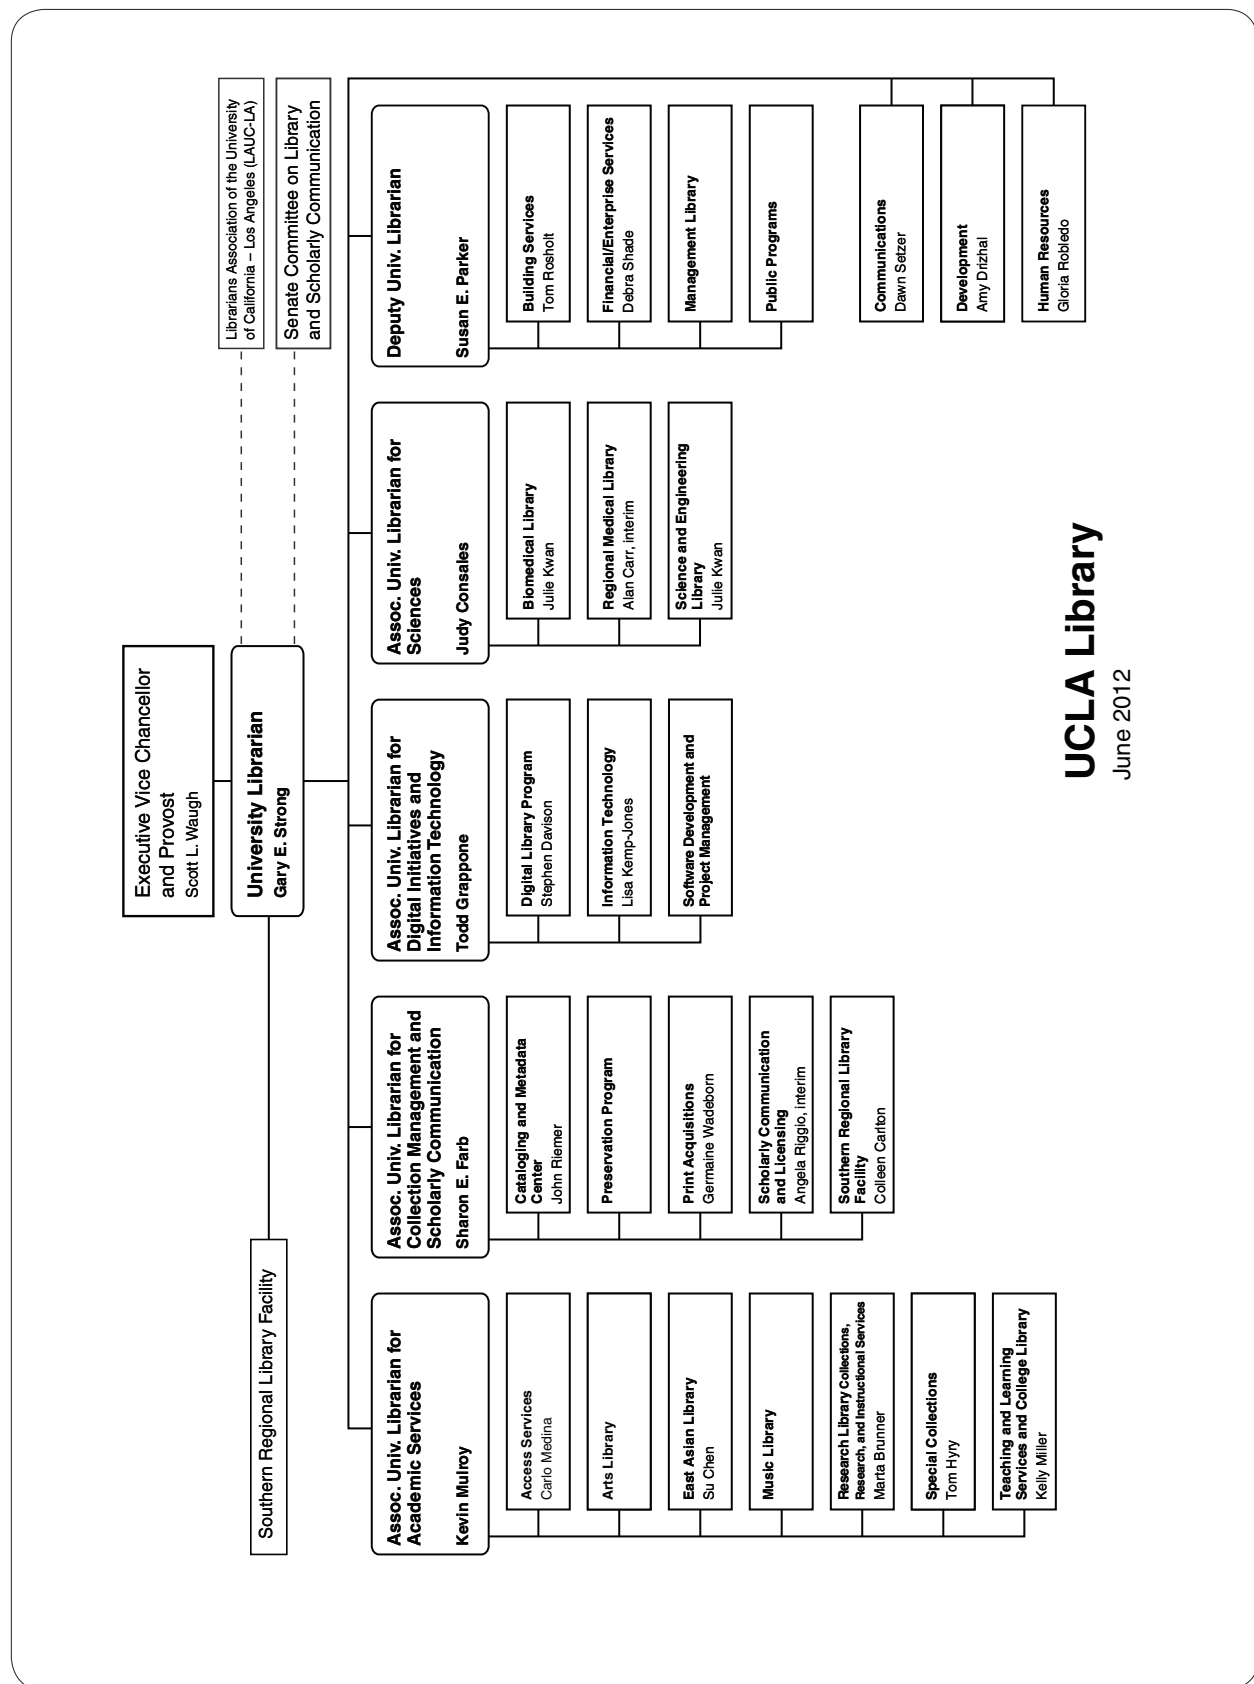 Executive Vice Chancellor
and Provost
Scott L. Waugh
Librarians Association of the University
of California – Los Angeles (LAUC-LA)
University Librarian
Gary E. Strong
Senate Committee on Library
and Scholarly Communication
Southern Regional Library Facility
Assoc. Univ. Librarian for
Academic Services
Kevin Mulroy
Access Services
Carlo Medina
Arts Library
East Asian Library
Su Chen
Music Library
Research Library Collections,
Research, and Instructional Services
Marta Brunner
Special Collections
Tom Hyry
Teaching and Learning
Services and College Library
Kelly Miller
Assoc. Univ. Librarian for
Collection Management and
Scholarly Communication
Sharon E. Farb
Cataloging and Metadata
Center
John Riemer
Preservation Program
Print Acquisitions
Germaine Wadeborn
Scholarly Communication
and Licensing
Angela Riggio, interim
Southern Regional Library
Facility
Colleen Carlton
Assoc. Univ. Librarian for
Digital Initiatives and
Information Technology
Todd Grappone
Digital Library Program
Stephen Davison
Information Technology
Lisa Kemp-Jones
Software Development and
Project Management
Assoc. Univ. Librarian for
Sciences
Judy Consales
Biomedical Library
Julie Kwan
Regional Medical Library
Alan Carr, interim
Science and Engineering
Library
Julie Kwan
Deputy Univ. Librarian
Susan E. Parker
Building Services
Tom Rosholt
Financial/Enterprise Services
Debra Shade
Management Library
Public Programs
Communications
Dawn Setzer
Development
Amy Drizhal
Human Resources
Gloria Robledo
UCLA Library
June 2012